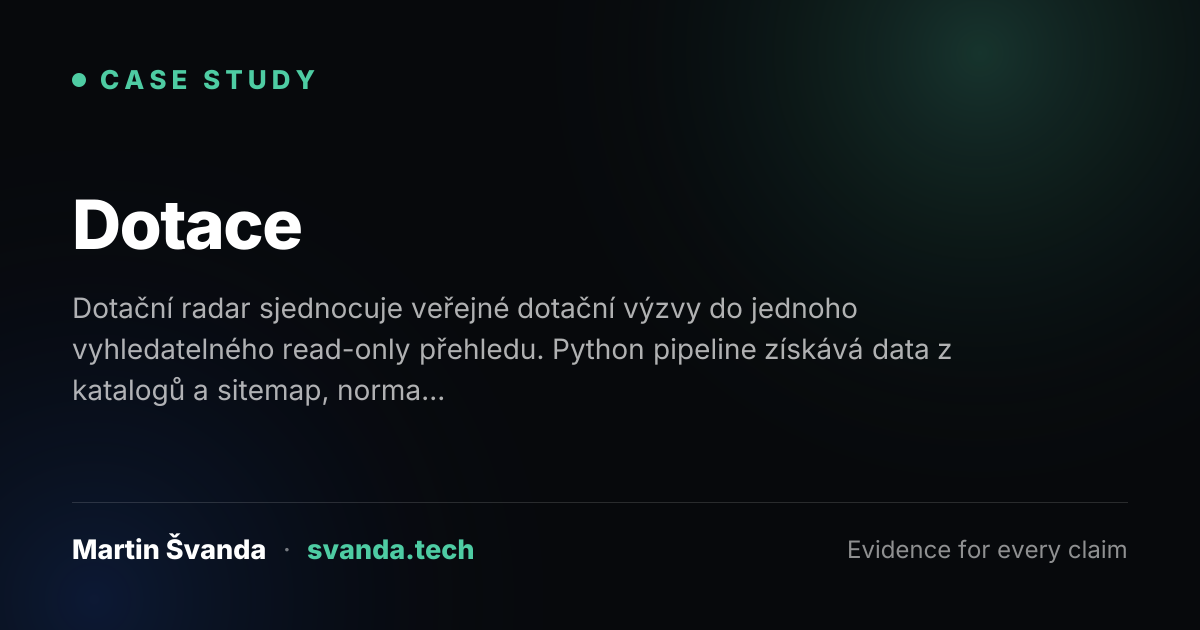 CASE STUDY
Dotace
Dotační radar sjednocuje veřejné dotační výzvy do jednoho
vyhledatelného read-only přehledu. Python pipeline získává data z
katalogů a sitemap, norma…
Martin Švanda · svanda.tech
Evidence for every claim